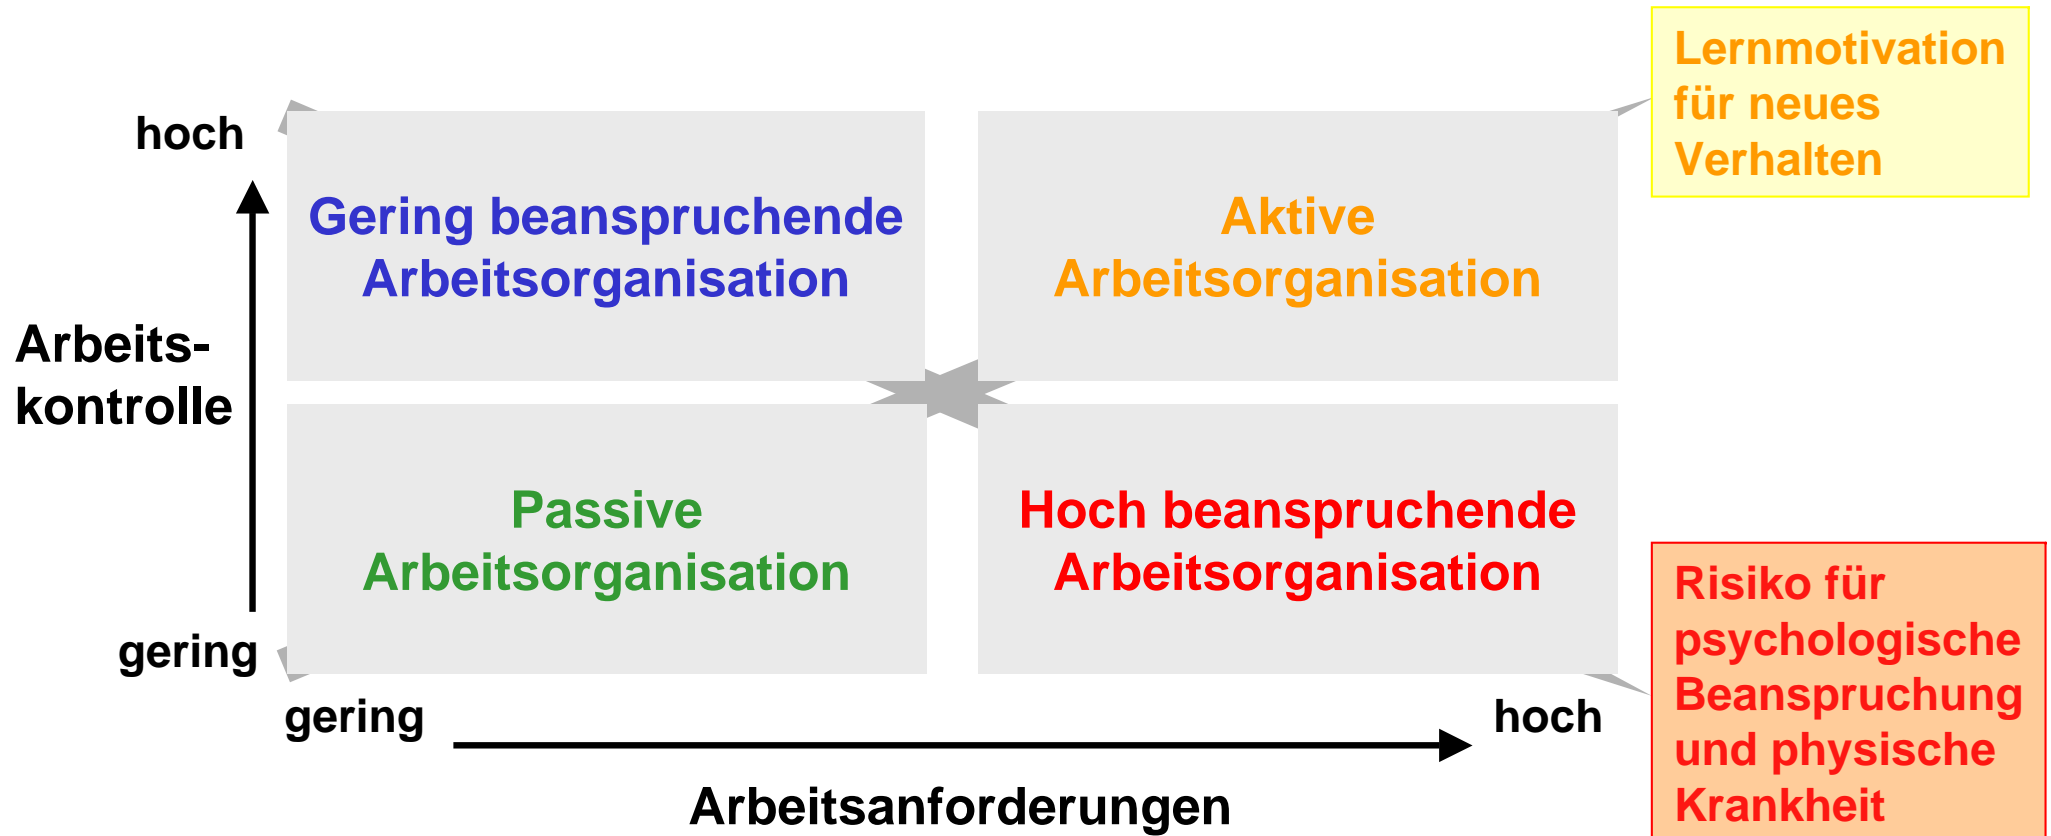 Lernmotivation
für neues
Verhalten
hoch
Gering beanspruchende
Arbeitsorganisation
Aktive
Arbeitsorganisation
Arbeits-
kontrolle
Passive
Arbeitsorganisation
Hoch beanspruchende
Arbeitsorganisation
Risiko für
psychologische
Beanspruchung
und physische
Krankheit
gering
gering
hoch
Arbeitsanforderungen